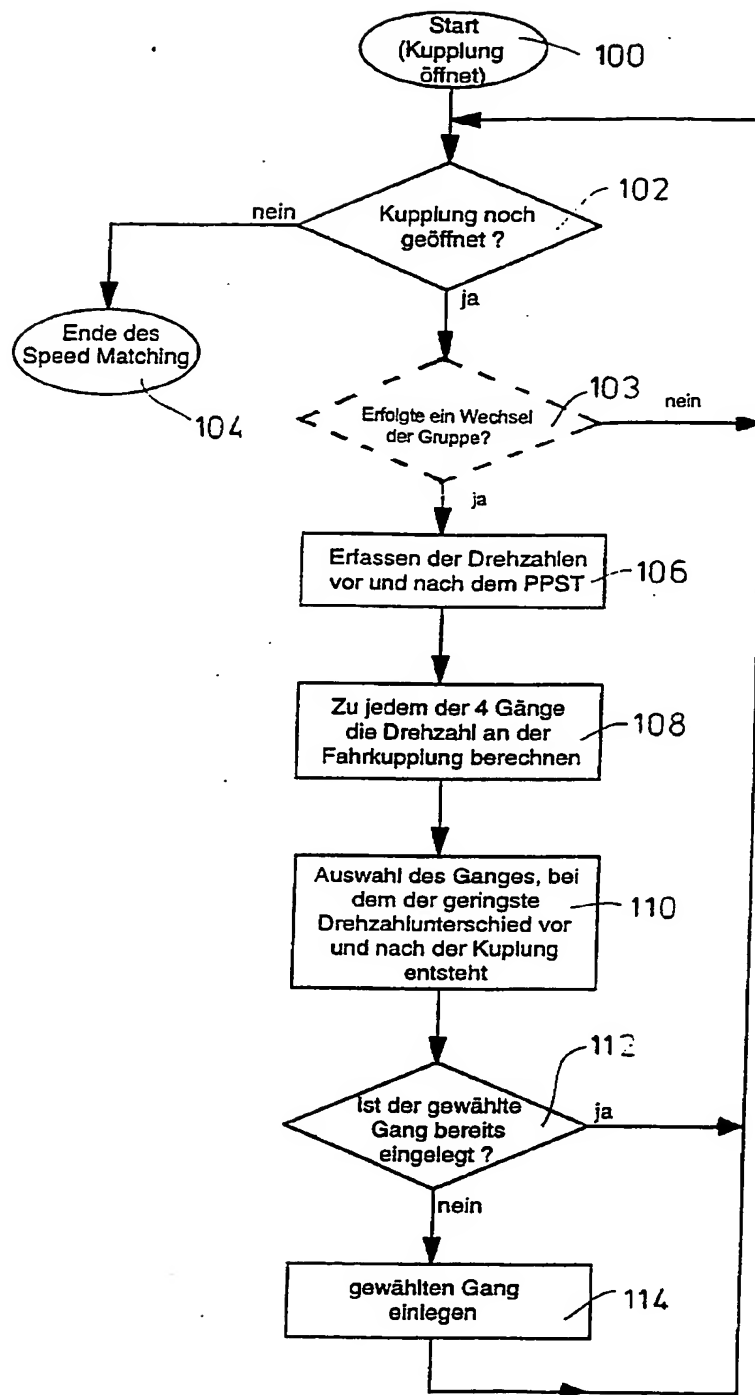 Start
(Kupplung
öffnet)
100
Kupplung noch
geöffnet ?
102
nein
ja
Ende des
Speed Matching
104
Erfolgte ein Wechsel
der Gruppe?
103
nein
ja
Erfassen der Drehzahlen
vor und nach dem PPST
106
Zu jedem der 4 Gänge
die Drehzahl an der
Fahrkupplung berechnen
108
Auswahl des Ganges, bei
dem der geringste
Drehzahlunterschied vor
und nach der Kuplung
entsteht
110
Ist der gewählte
Gang bereits
eingelegt ?
112
ja
nein
gewählten Gang
einlegen
114